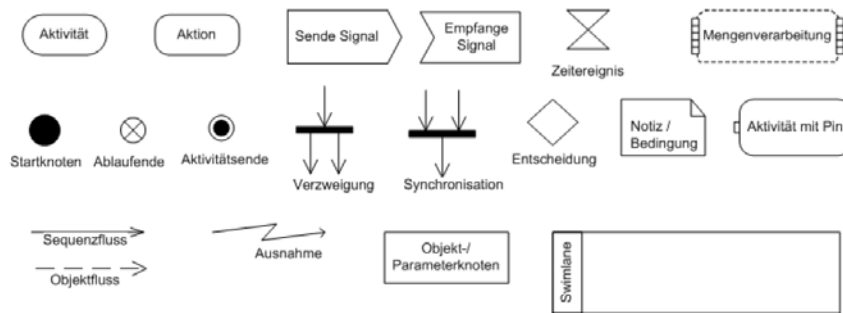 Aktivität
Aktion
Sende Signal
Empfange
Signal
Zeitereignis
Mengenverarbeitung
Startknoten
Ablaufende
Aktivitätsende
Verzweigung
Synchronisation
Entscheidung
Notiz /
Bedingung
Aktivität mit Pin
Sequenzfluss
Objektfluss
Ausnahme
Objekt-/
Parameterknoten
Swimlane